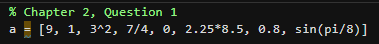 % Chapter 2, Question 1
a = [9, 1, 3^2, 7/4, 0, 2.25*8.5, 0.8, sin(pi/8)]